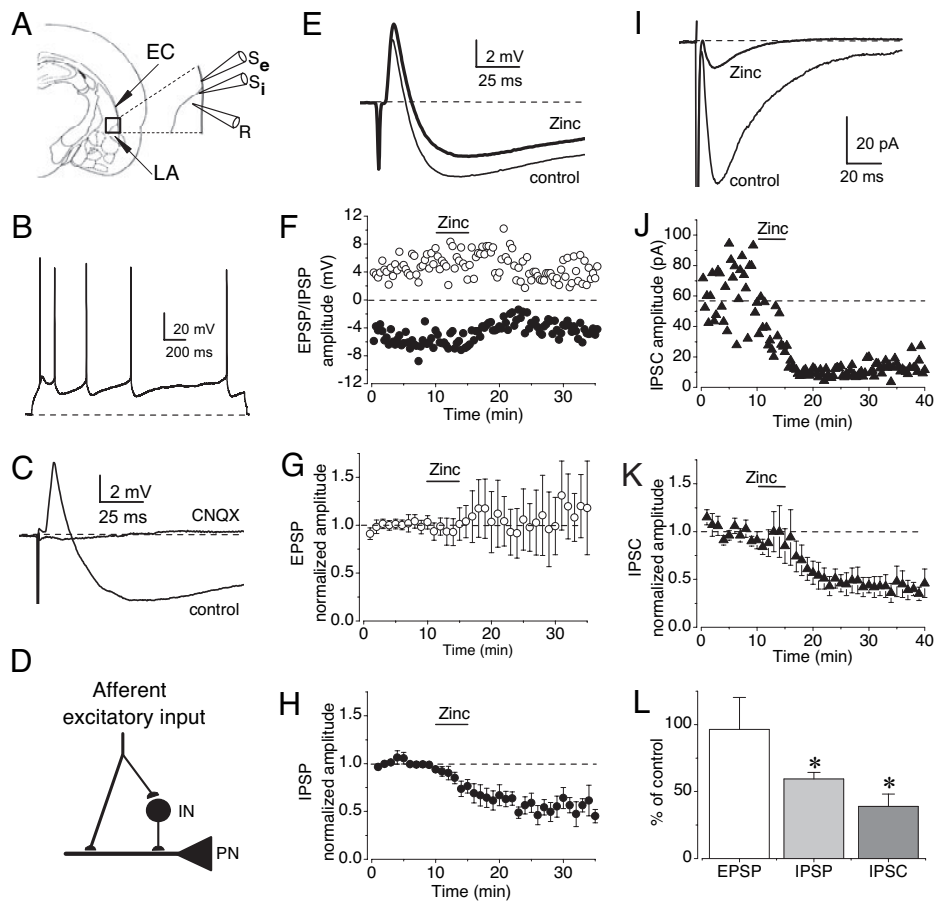 A
EC
Se
Si
R
LA
B
20 mV
200 ms
C
2 mV
25 ms
CNQX
control
D
Afferent
excitatory input
IN
PN
E
2 mV
25 ms
Zinc
control
F
Zinc
EPSP/IPSP
amplitude (mV)
12
8
4
0
-4
-8
-12
0 10 20 30
Time (min)
G
Zinc
EPSP
normalized amplitude
1.5
1.0
0.5
0.0
0 10 20 30
Time (min)
H
Zinc
IPSP
normalized amplitude
1.5
1.0
0.5
0.0
0 10 20 30
Time (min)
I
Zinc
control
20 pA
20 ms
J
Zinc
IPSC amplitude (pA)
100
80
60
40
20
0
0 10 20 30 40
Time (min)
K
Zinc
IPSC
normalized amplitude
1.5
1.0
0.5
0.0
0 10 20 30 40
Time (min)
L
% of control
100
50
0
*
*
EPSP IPSP IPSC